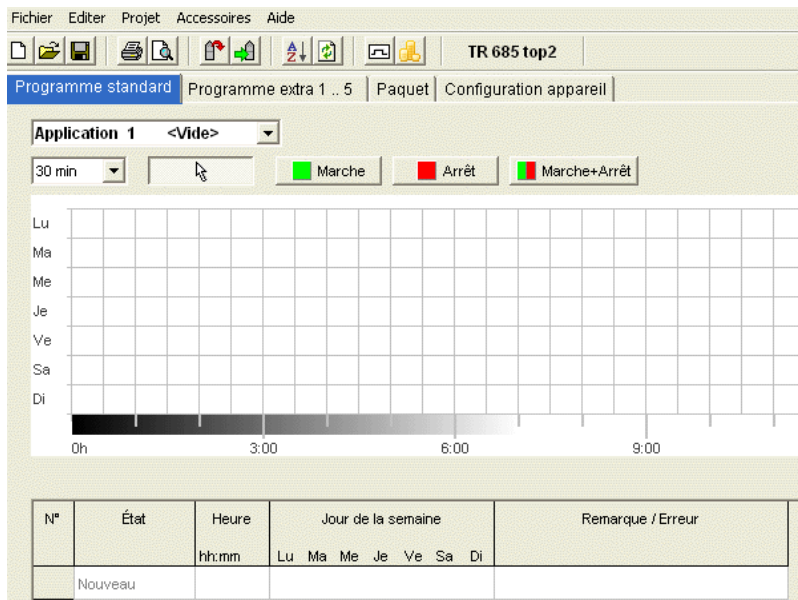 Fichier Editer Projet Accessoires Aide
TR 685 top2
Programme standard Programme extra 1 .. 5 Paquet Configuration appareil
Application 1 <Vide>
30 min Marche Arrêt Marche+Arrêt
Lu
Ma
Me
Je
Ve
Sa
Di
0h 3:00 6:00 9:00
N° État Heure Jour de la semaine Remarque / Erreur
hh:mm Lu Ma Me Je Ve Sa Di
Nouveau